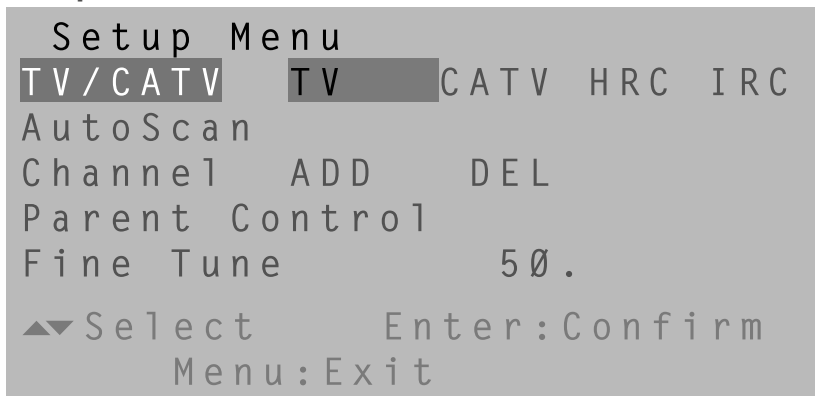 Setup Menu
TV/CATV TV CATV HRC IRC
AutoScan
Channel ADD DEL
Parent Control
Fine Tune 50.
▲▼Select Enter:Confirm
Menu:Exit